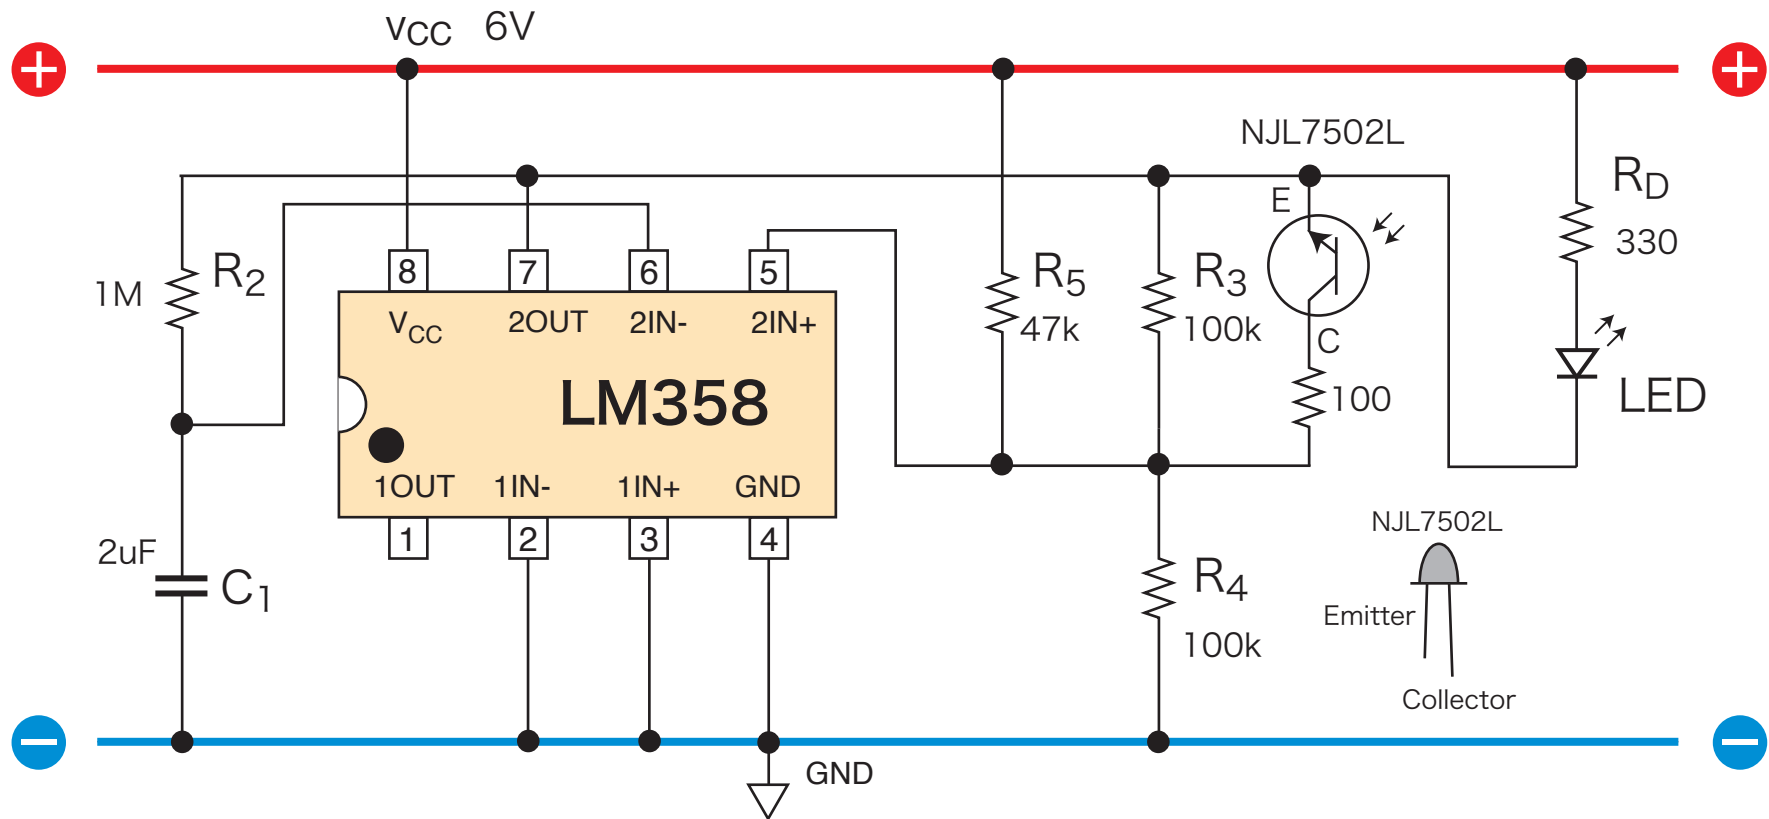 VCC 6V
NJL7502L
E
C
RD
330
R2
1M
R5
47k
R3
100k
100
LED
8
7
6
5
VCC
2OUT
2IN-
2IN+
LM358
1OUT
1IN-
1IN+
GND
1
2
3
4
2uF
C1
R4
100k
NJL7502L
Emitter
Collector
GND